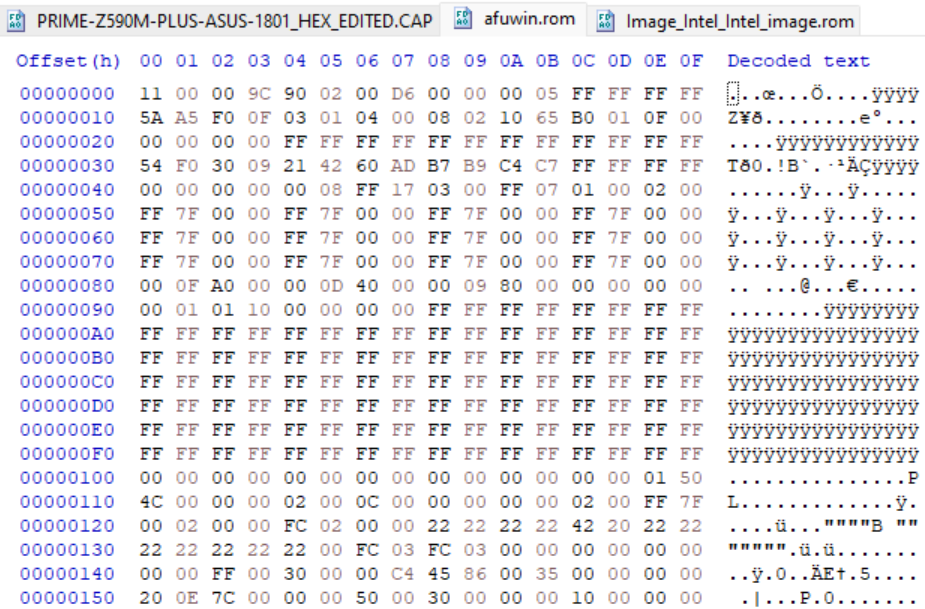 PRIME-Z590M-PLUS-ASUS-1801_HEX_EDITED.CAP afuwin.rom Image_Intel_Intel_image.rom
Offset(h) 00 01 02 03 04 05 06 07 08 09 0A 0B 0C 0D 0E 0F Decoded text
00000000 11 00 00 9C 90 02 00 D6 00 00 00 05 FF FF FF FF ...œ...Ö....ÿÿÿÿ
00000010 5A A5 F0 0F 03 01 04 00 08 02 10 65 B0 01 0F 00 Z¥ð........e°...
00000020 00 00 00 00 FF FF FF FF FF FF FF FF FF FF FF FF ....ÿÿÿÿÿÿÿÿÿÿÿÿ
00000030 54 F0 30 09 21 42 60 AD B7 B9 C4 C7 FF FF FF FF Tð0.!B`.·¹ÄÇÿÿÿÿ
00000040 00 00 00 00 00 08 FF 17 03 00 FF 07 01 00 02 00 ......ÿ...ÿ.....
00000050 FF 7F 00 00 FF 7F 00 00 FF 7F 00 00 FF 7F 00 00 ÿ...ÿ...ÿ...ÿ...
00000060 FF 7F 00 00 FF 7F 00 00 FF 7F 00 00 FF 7F 00 00 ÿ...ÿ...ÿ...ÿ...
00000070 FF 7F 00 00 FF 7F 00 00 FF 7F 00 00 FF 7F 00 00 ÿ...ÿ...ÿ...ÿ...
00000080 00 0F A0 00 00 0D 40 00 00 09 80 00 00 00 00 00 .. ...@...€.....
00000090 00 01 01 10 00 00 00 00 FF FF FF FF FF FF FF FF ........ÿÿÿÿÿÿÿÿ
000000A0 FF FF FF FF FF FF FF FF FF FF FF FF FF FF FF FF ÿÿÿÿÿÿÿÿÿÿÿÿÿÿÿÿ
000000B0 FF FF FF FF FF FF FF FF FF FF FF FF FF FF FF FF ÿÿÿÿÿÿÿÿÿÿÿÿÿÿÿÿ
000000C0 FF FF FF FF FF FF FF FF FF FF FF FF FF FF FF FF ÿÿÿÿÿÿÿÿÿÿÿÿÿÿÿÿ
000000D0 FF FF FF FF FF FF FF FF FF FF FF FF FF FF FF FF ÿÿÿÿÿÿÿÿÿÿÿÿÿÿÿÿ
000000E0 FF FF FF FF FF FF FF FF FF FF FF FF FF FF FF FF ÿÿÿÿÿÿÿÿÿÿÿÿÿÿÿÿ
000000F0 FF FF FF FF FF FF FF FF FF FF FF FF FF FF FF FF ÿÿÿÿÿÿÿÿÿÿÿÿÿÿÿÿ
00000100 00 00 00 00 00 00 00 00 00 00 00 00 00 00 01 50 ...............P
00000110 4C 00 00 00 02 00 0C 00 00 00 00 00 02 00 FF 7F L.............ÿ.
00000120 00 02 00 00 FC 02 00 00 22 22 22 22 42 20 22 22 ....ü...""""B ""
00000130 22 22 22 22 22 00 FC 03 FC 03 00 00 00 00 00 00 """"".ü.ü.......
00000140 00 00 FF 00 30 00 00 C4 45 86 00 35 00 00 00 00 ..ÿ.0..ÄE†.5....
00000150 20 0E 7C 00 00 00 50 00 30 00 00 00 10 00 00 00  .|...P.0.......